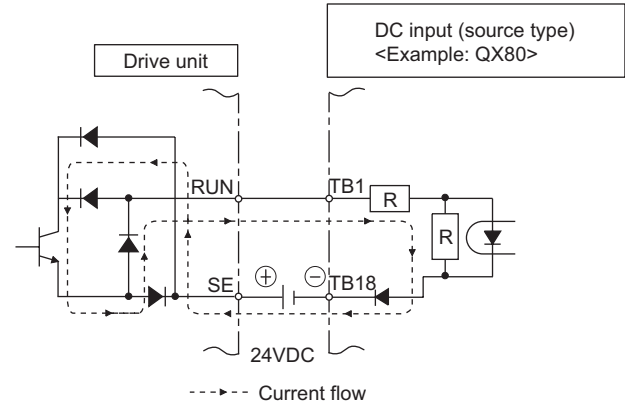 Drive unit
DC input (source type)
<Example: QX80>
RUN
TB1
R
R
SE
+
−
TB18
24VDC
Current flow